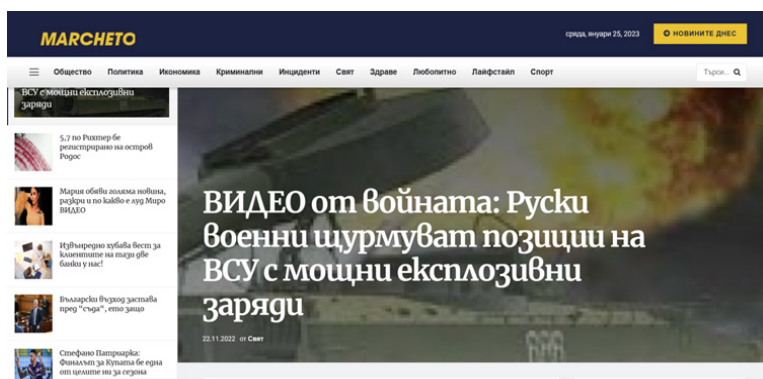 MARCHETO
сряда, януари 25, 2023
НОВИНИТЕ ДНЕС
Общество Политика Икономика Криминални Инциденти Свят Здраве Любопитно Лайфстайл Спорт
Търси...
ВСУ с мощни експлозивни
заряди
5,7 по Рихтер бе
регистрирано на остров
Родос
Мария обяви голяма новина,
разкри и по какво е луд Миро
ВИДЕО
Извънредно хубава вест за
клиентите на тази две
банки у нас!
Български възход застава
пред “съда”, ето защо
Стефано Патриарка:
Финалът за Купата бе една
от целите ни за сезона
ВИДЕО от войната: Руски
военни щурмуват позиции на
ВСУ с мощни експлозивни
заряди
22.11.2022 от Свят